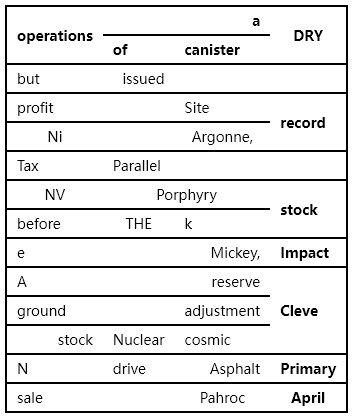 operations a DRY
of canister
but issued
profit Site record
Ni Argonne,
Tax Parallel
NV Porphyry stock
before THE k
e Mickey, Impact
A reserve Cleve
ground adjustment
stock Nuclear cosmic
N drive Asphalt Primary
sale Pahroc April